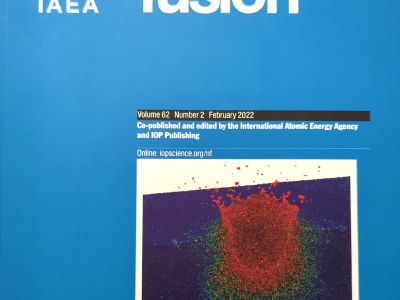 IAEA
fusion
Volume 62 Number 2 February 2022
Co-published and edited by the International Atomic Energy Agency
and IOP Publishing
Online: iopscience.org/nf